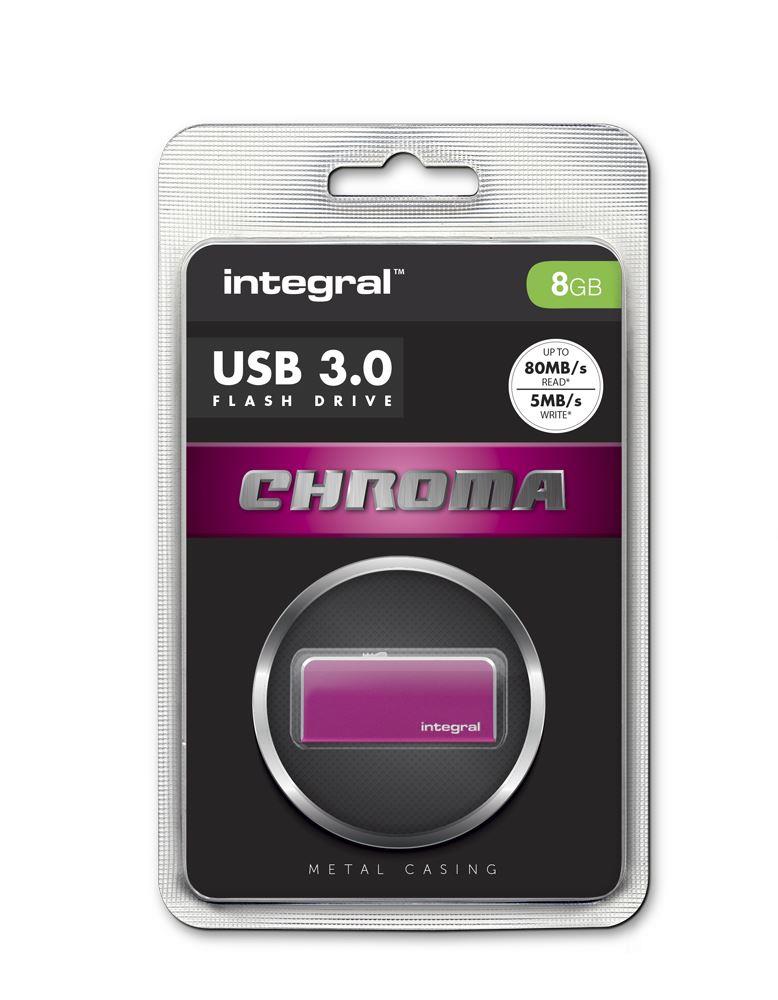 integral™
8GB
USB 3.0
FLASH DRIVE
UP TO
80MB/s
READ*
5MB/s
WRITE*
CHROMA
integral
METAL CASING